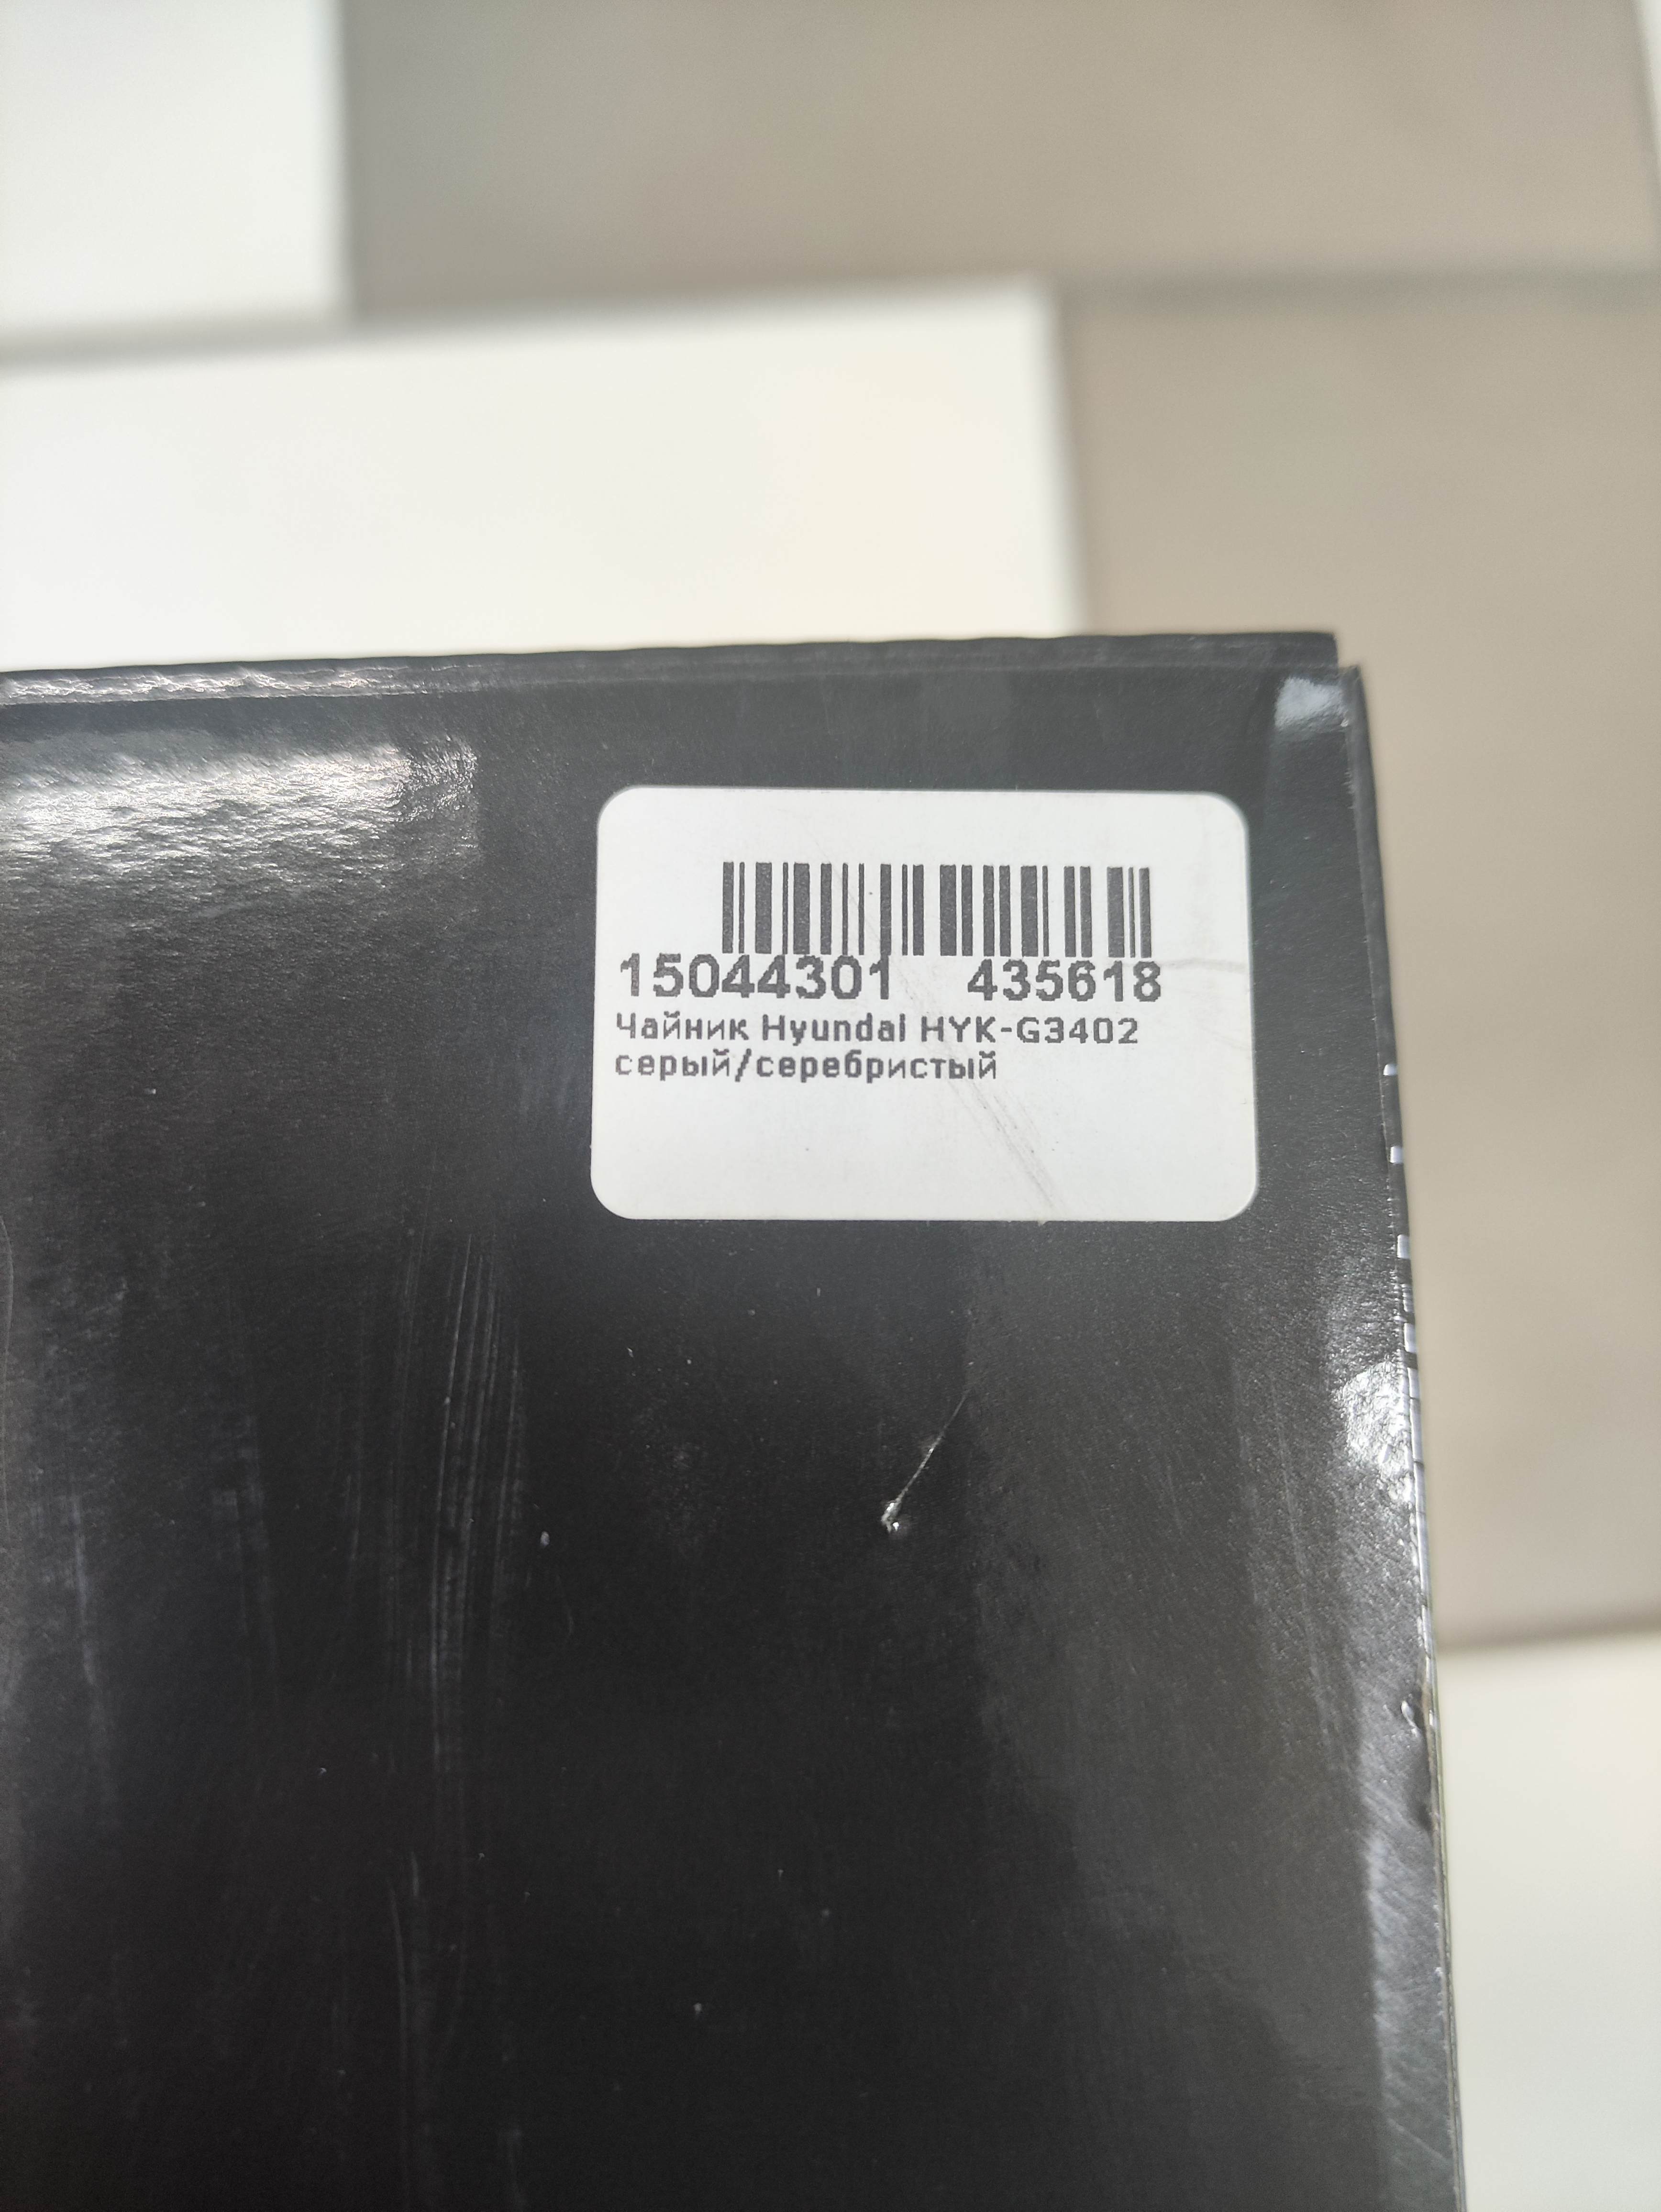 15044301 435618
Чайник Hyundai HYK-G3402
серый/серебристый